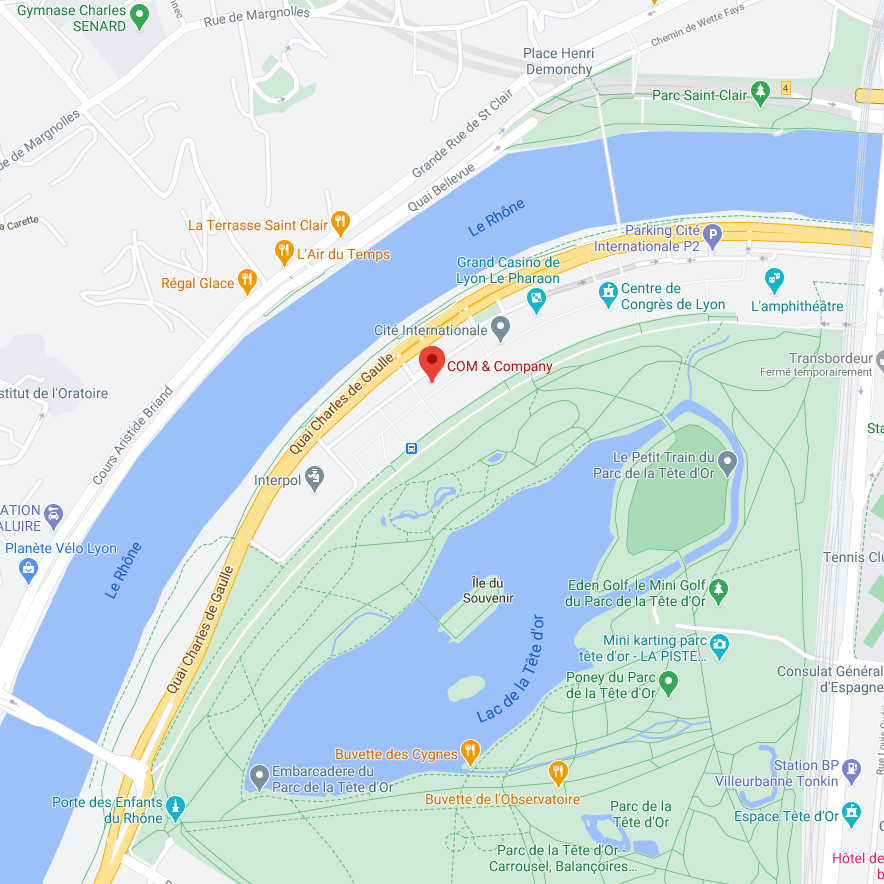 Gymnase Charles
SENARD
Rue de Margnolles
Chemin de Wette Fays
Place Henri
Demonchy
Parc Saint-Clair
4
de Margnolles
Grande Rue de St Clair
Quai Bellevue
Carette
La Terrasse Saint Clair
Le Rhône
L'Air du Temps
Parking Cité
Internationale P2
P
Régal Glace
Grand Casino de
Lyon Le Pharaon
Centre de
Congrès de Lyon
L'amphithéâtre
Cité Internationale
COM & Company
Transbordeur
Fermé temporairement
Quai Charles de Gaulle
stitut de l'Oratoire
Cours Aristide Briand
Sta
Le Petit Train du
Parc de la Tête d'Or
Interpol
ATION
ALUIRE
Planète Vélo Lyon
Le Rhône
Tennis Clu
Île du
Souvenir
Eden Golf, le Mini Golf
du Parc de la Tête d'Or
Quai Charles de Gaulle
Lac de la Tête d'or
Mini karting parc
tête d'or - LA PISTE...
Poney du Parc
de la Tête d'Or
Consulat Général
d'Espagne
Buvette des Cygnes
Embarcadère du
Parc de la Tête d'Or
Buvette de l'Observatoire
Station BP
Villeurbanne Tonkin
Rue Louis
Porte des Enfants
du Rhône
Parc de la
Tête d'Or
Espace Tête d'Or
Parc de la Tête d'Or -
Carrousel, Balançoires...
Hôtel de
b